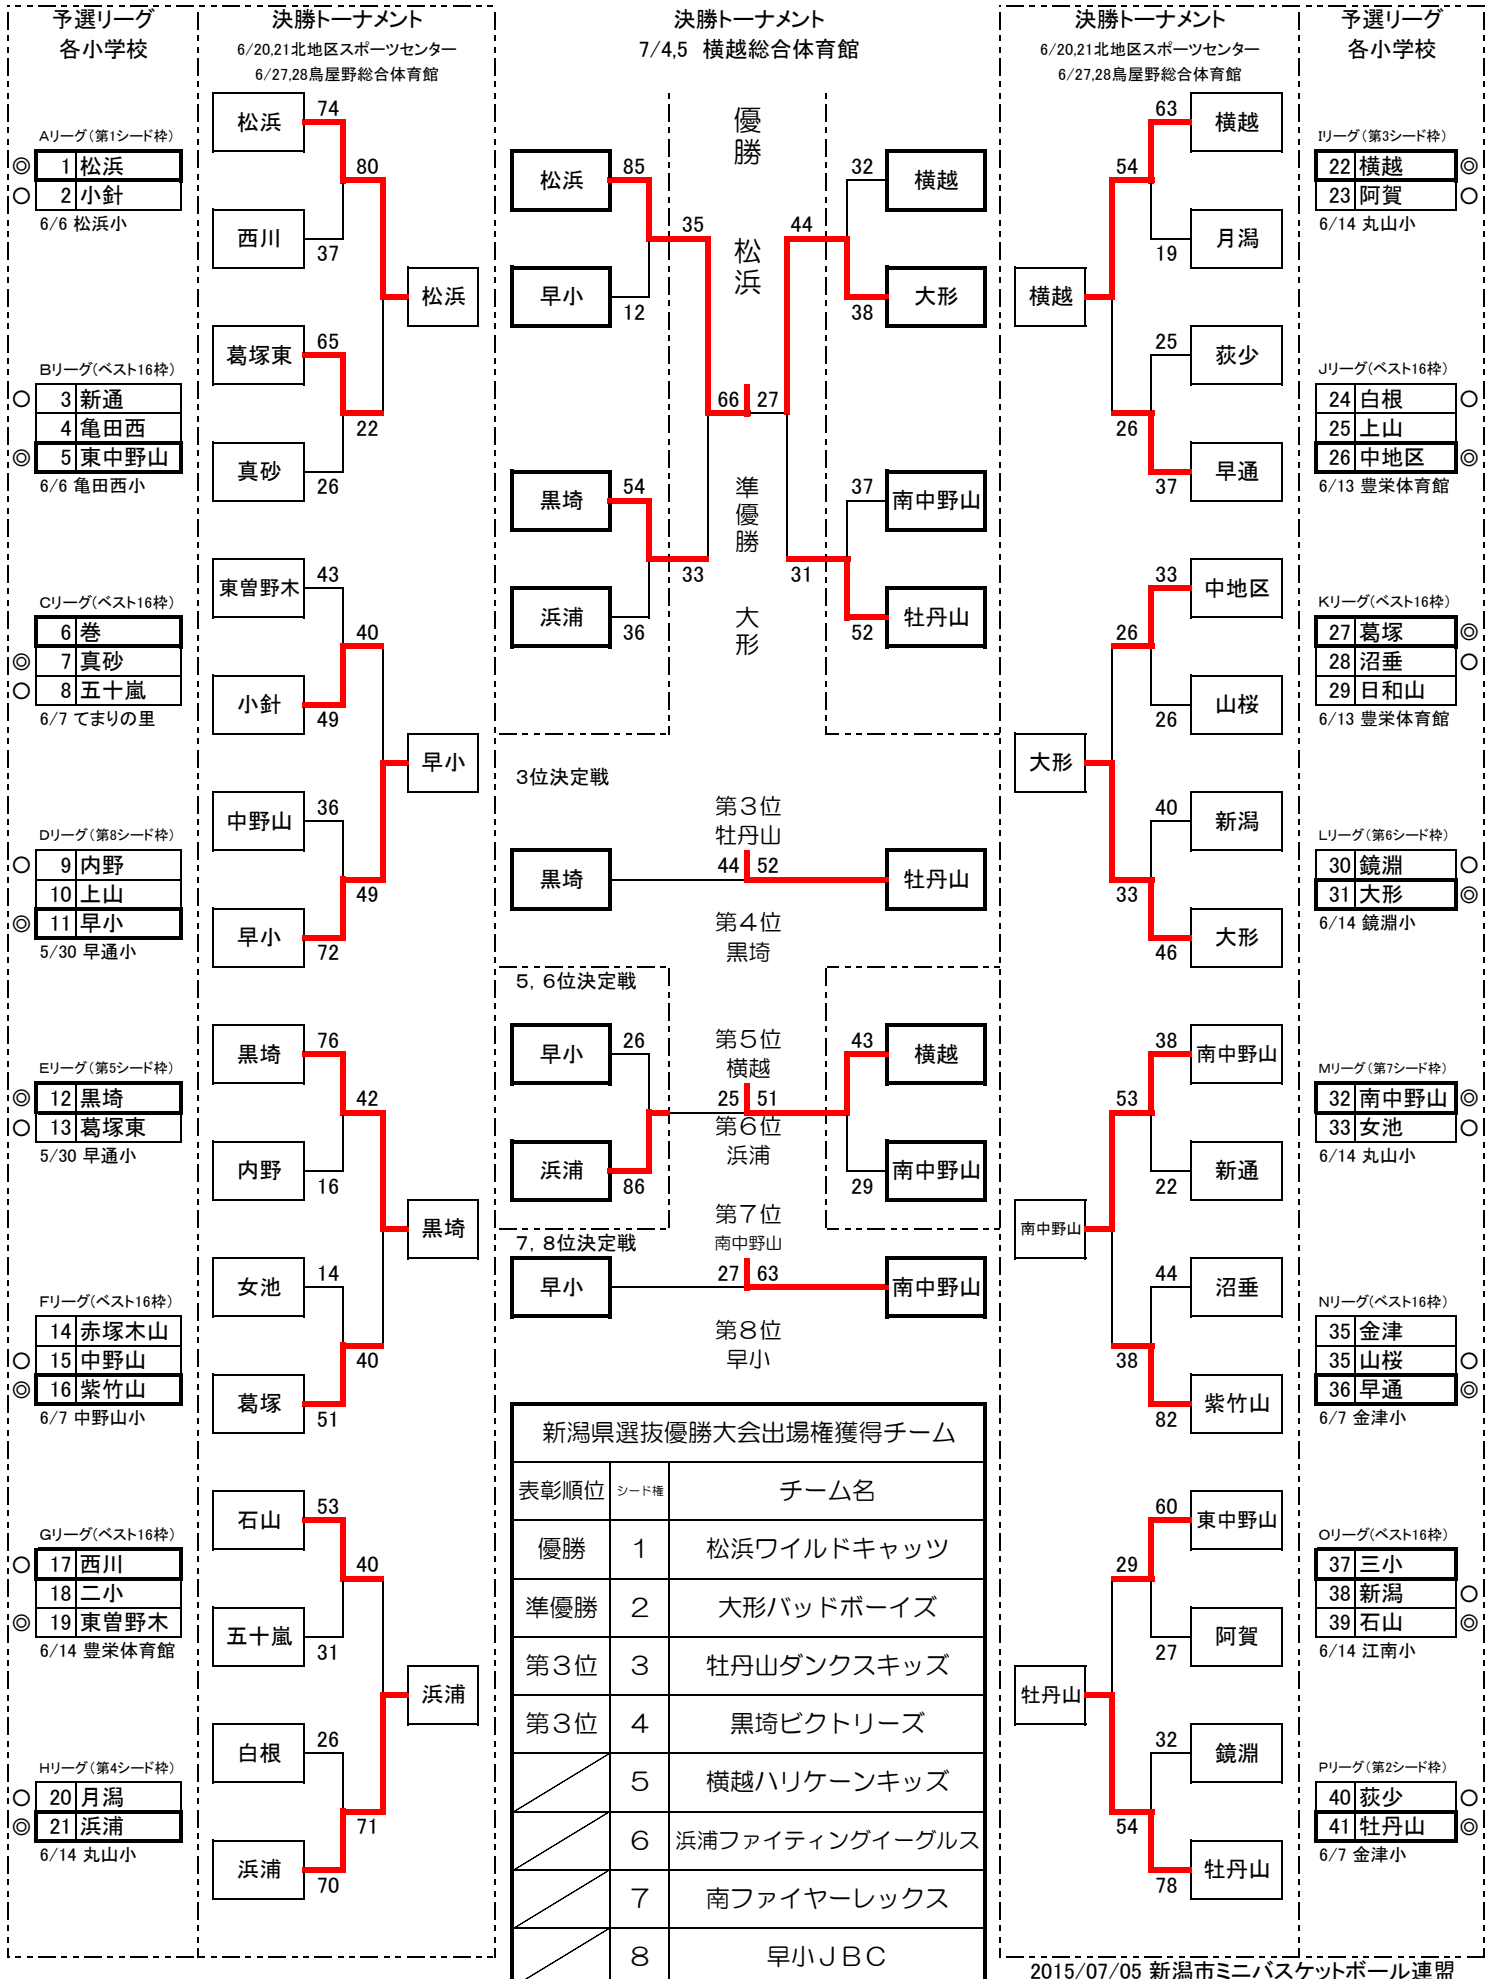 予選リーグ
各小学校
Aリーグ(第1シード枠)
◎ 1 松浜
○ 2 小針
6/6 松浜小
Bリーグ(ベスト16枠)
○ 3 新通
4 亀田西
◎ 5 東中野山
6/6 亀田西小
Cリーグ(ベスト16枠)
6 巻
◎ 7 真砂
○ 8 五十嵐
6/7 てまりの里
Dリーグ(第8シード枠)
○ 9 内野
10 上山
◎ 11 早小
5/30 早通小
Eリーグ(第5シード枠)
◎ 12 黒埼
○ 13 葛塚東
5/30 早通小
Fリーグ(ベスト16枠)
14 赤塚木山
○ 15 中野山
◎ 16 紫竹山
6/7 中野山小
Gリーグ(ベスト16枠)
○ 17 西川
18 二小
◎ 19 東曽野木
6/14 豊栄体育館
Hリーグ(第4シード枠)
○ 20 月潟
◎ 21 浜浦
6/14 丸山小
決勝トーナメント
6/20,21北地区スポーツセンター
6/27,28鳥屋野総合体育館
松浜 74
80
西川 37
松浜
葛塚東 65
22
真砂 26
東曽野木 43
40
小針 49
早小
中野山 36
49
早小 72
黒埼 76
42
内野 16
黒埼
女池 14
40
葛塚 51
石山 53
40
五十嵐 31
浜浦
白根 26
71
浜浦 70
決勝トーナメント
7/4,5 横越総合体育館
優勝
松浜
松浜 85
32 横越
35 44
早小 12
38 大形
66 27
準優勝
大形
黒埼 54
37 南中野山
33 31
浜浦 36
52 牡丹山
3位決定戦
第3位
牡丹山
黒埼 44 52 牡丹山
第4位
黒埼
5,6位決定戦
早小 26
第5位
43 横越
横越
25 51
第6位
浜浦
浜浦 86
29 南中野山
第7位
7,8位決定戦
南中野山
早小 27 63 南中野山
第8位
早小
新潟県選抜優勝大会出場権獲得チーム
表彰順位 シード権 チーム名
優勝 1 松浜ワイルドキャッツ
準優勝 2 大形バッドボーイズ
第3位 3 牡丹山ダンクスキッズ
第3位 4 黒埼ビクトリーズ
5 横越ハリケーンキッズ
6 浜浦ファイティングイーグルス
7 南ファイヤーレックス
8 早小JBC
決勝トーナメント
6/20,21北地区スポーツセンター
6/27,28鳥屋野総合体育館
63 横越
54
19 月潟
横越
25 荻少
26
37 早通
33 中地区
26
26 山桜
大形
40 新潟
33
46 大形
38 南中野山
53
22 新通
南中野山
44 沼垂
38
82 紫竹山
60 東中野山
29
27 阿賀
牡丹山
32 鏡淵
54
78 牡丹山
予選リーグ
各小学校
Iリーグ(第3シード枠)
22 横越 ◎
23 阿賀 ○
6/14 丸山小
Jリーグ(ベスト16枠)
24 白根 ○
25 上山
26 中地区 ◎
6/13 豊栄体育館
Kリーグ(ベスト16枠)
27 葛塚 ◎
28 沼垂 ○
29 日和山
6/13 豊栄体育館
Lリーグ(第6シード枠)
30 鏡淵 ○
31 大形 ◎
6/14 鏡淵小
Mリーグ(第7シード枠)
32 南中野山 ◎
33 女池 ○
6/14 丸山小
Nリーグ(ベスト16枠)
35 金津
35 山桜 ○
36 早通 ◎
6/7 金津小
Oリーグ(ベスト16枠)
37 三小
38 新潟 ○
39 石山 ◎
6/14 江南小
Pリーグ(第2シード枠)
40 荻少 ○
41 牡丹山 ◎
6/7 金津小
2015/07/05 新潟市ミニバスケットボール連盟